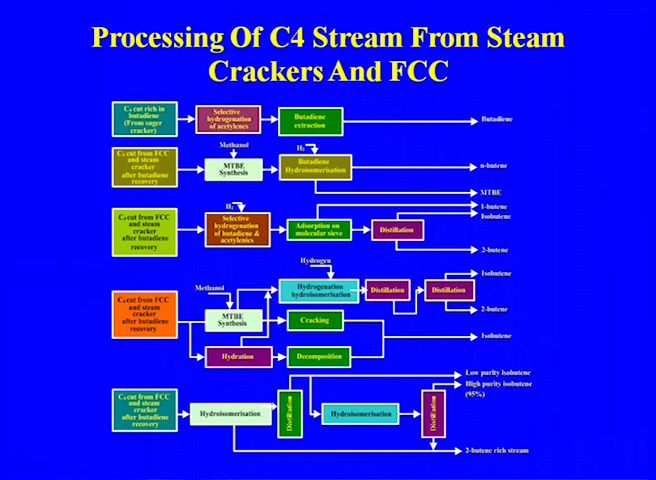 Processing Of C4 Stream From Steam
Crackers And FCC
C4 cut rich in
butadiene
(From suger
cracker)
Selective
hydrogenation
of acetylenes
Butadiene
extraction
Butadiene
C4 cut from FCC
and steam
cracker
after butadiene
recovery
Methanol
MTBE
Synthesis
H2
Butadiene
Hydroisomerisation
n-butene
MTBE
C4 cut from FCC
and steam
cracker
after butadiene
recovery
H2
Selective
hydrogenation
of butadiene &
acetylenics
Adsorption on
molecular sieve
Distillation
1-butene
Isobutene
2-butene
C4 cut from FCC
and steam
cracker
after butadiene
recovery
Methanol
MTBE
Synthesis
Hydration
Hydrogen
Hydrogenation
hydroisomerisation
Distillation
Distillation
Cracking
Decomposition
Isobutene
2-butene
Isobutene
C4 cut from FCC
and steam
cracker
after butadiene
recovery
Hydroisomerisation
Distillation
Hydroisomerisation
Distillation
Low purity isobutene
High purity isobutene
(95%)
2-butene rich stream